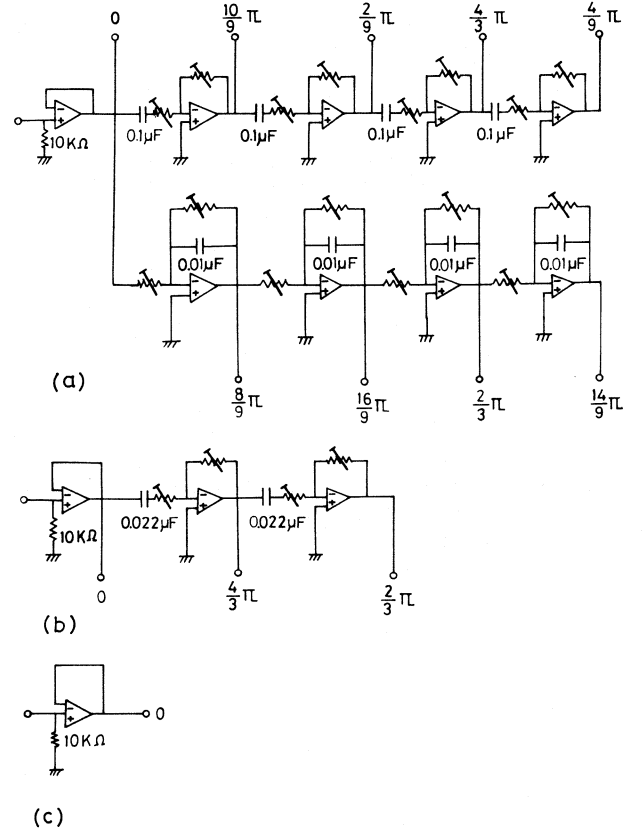 0 10/9 π 2/9 π 4/3 π 4/9 π
− + − + − + − + − +
10KΩ 0.1μF 0.1μF 0.1μF 0.1μF
0.01μF 0.01μF 0.01μF 0.01μF
− + − + − + − +
(a)
8/9 π 16/9 π 2/3 π 14/9 π
− + − + − +
10KΩ 0.022μF 0.022μF
0 4/3 π 2/3 π
(b)
− + 0
10KΩ
(c)